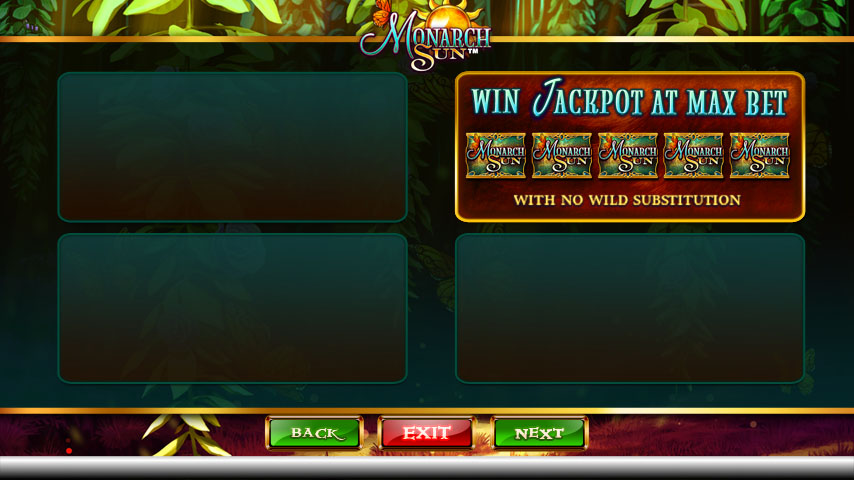 MONARCH
SUN™
WIN JACKPOT AT MAX BET
MONARCH SUN MONARCH SUN MONARCH SUN MONARCH SUN MONARCH SUN
WITH NO WILD SUBSTITUTION
BACK EXIT NEXT